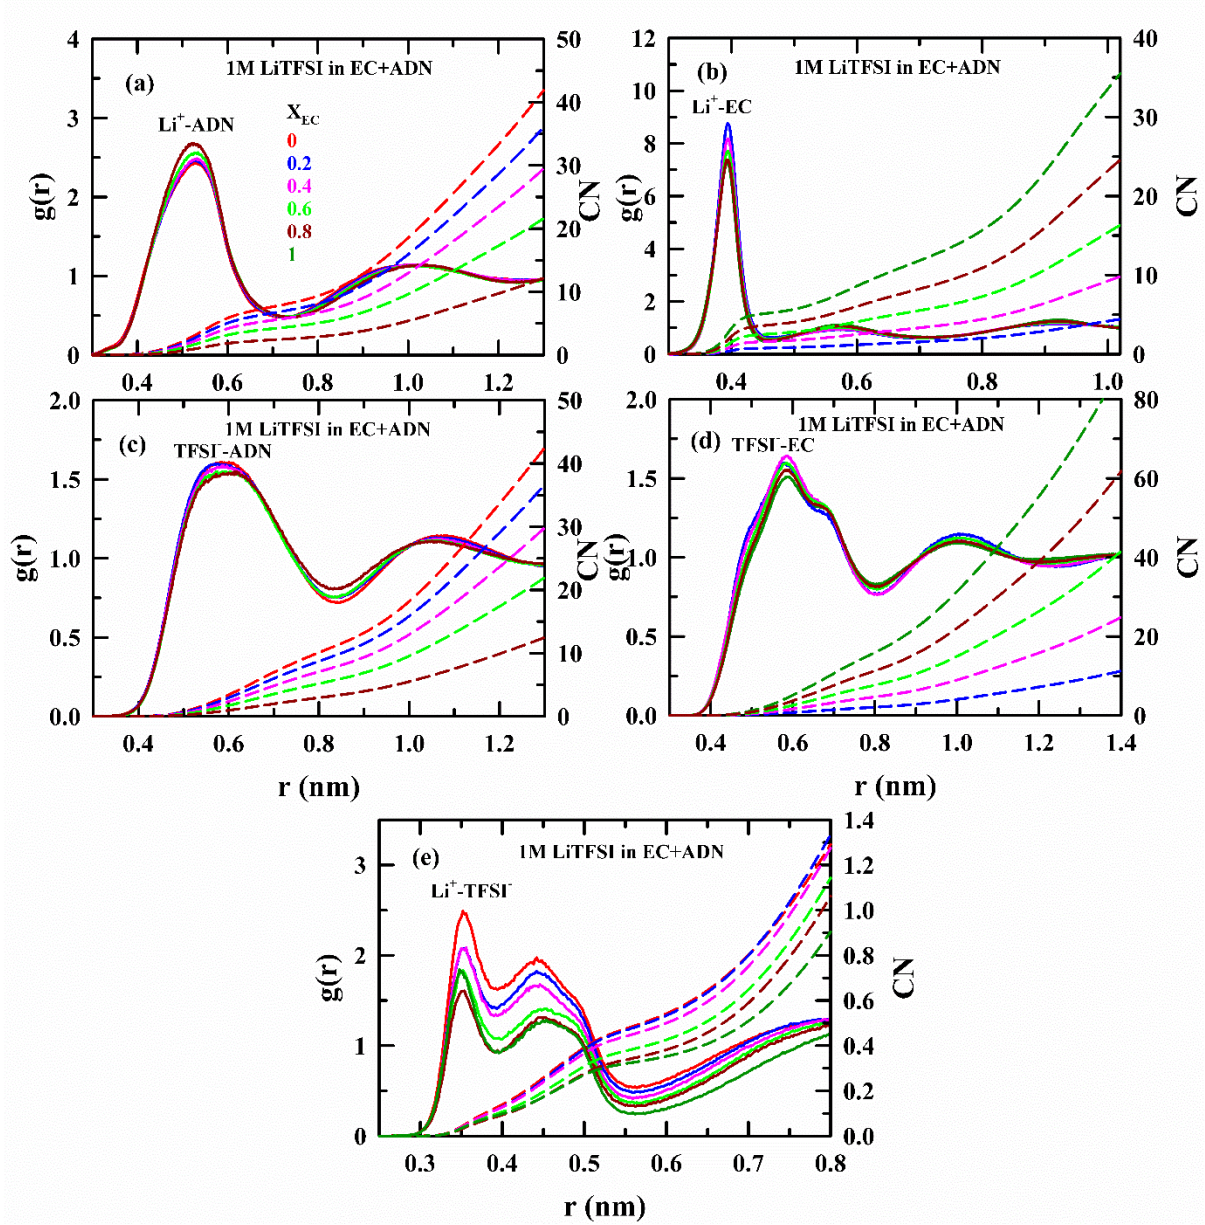 (a)
1M LiTFSI in EC+ADN
Li⁺-ADN
X_EC
0
0.2
0.4
0.6
0.8
1
g(r)
4
3
2
1
0
CN
50
40
30
20
10
0
0.4 0.6 0.8 1.0 1.2
(b)
1M LiTFSI in EC+ADN
Li⁺-EC
g(r)
12
10
8
6
4
2
0
CN
40
30
20
10
0
0.4 0.6 0.8 1.0
(c)
1M LiTFSI in EC+ADN
TFSI⁻-ADN
g(r)
2.0
1.5
1.0
0.5
0.0
CN
50
40
30
20
10
0
0.4 0.6 0.8 1.0 1.2
r (nm)
(d)
1M LiTFSI in EC+ADN
TFSI⁻-EC
g(r)
2.0
1.5
1.0
0.5
0.0
CN
80
60
40
20
0
0.4 0.6 0.8 1.0 1.2 1.4
r (nm)
(e)
1M LiTFSI in EC+ADN
Li⁺-TFSI⁻
g(r)
3
2
1
0
CN
1.4
1.2
1.0
0.8
0.6
0.4
0.2
0.0
0.3 0.4 0.5 0.6 0.7 0.8
r (nm)